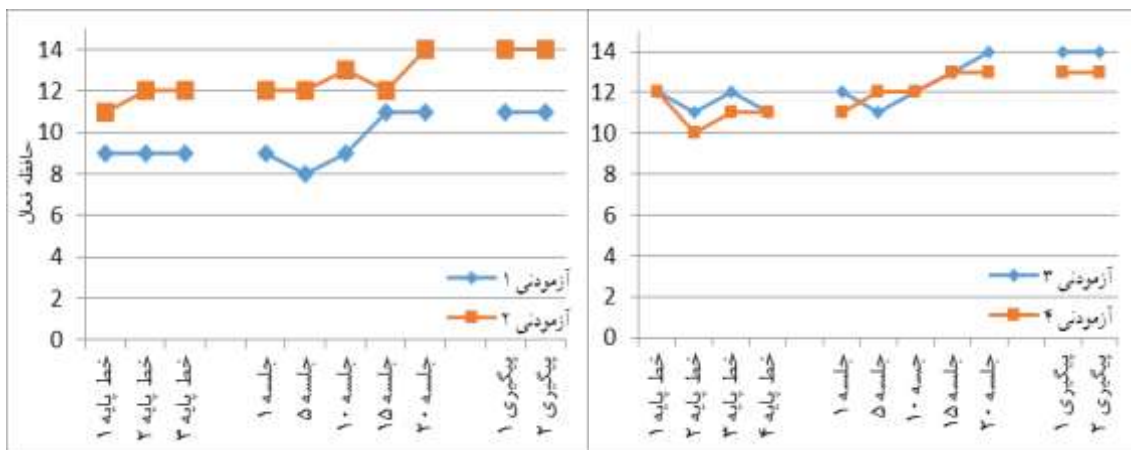 14
12
10
8
6
4
2
0
حافظه فعال
آزمودنی ۱
آزمودنی ۲
خط پایه ۱
خط پایه ۲
خط پایه ۳
جلسه ۱
جلسه ۵
جلسه ۱۰
جلسه ۱۵
جلسه ۲۰
پیگیری ۱
پیگیری ۲
14
12
10
8
6
4
2
0
آزمودنی ۳
آزمودنی ۴
خط پایه ۱
خط پایه ۲
خط پایه ۳
خط پایه ۴
جلسه ۱
جلسه ۵
جسه ۱۰
جلسه ۱۵
جلسه ۲۰
پیگیری ۱
پیگیری ۲